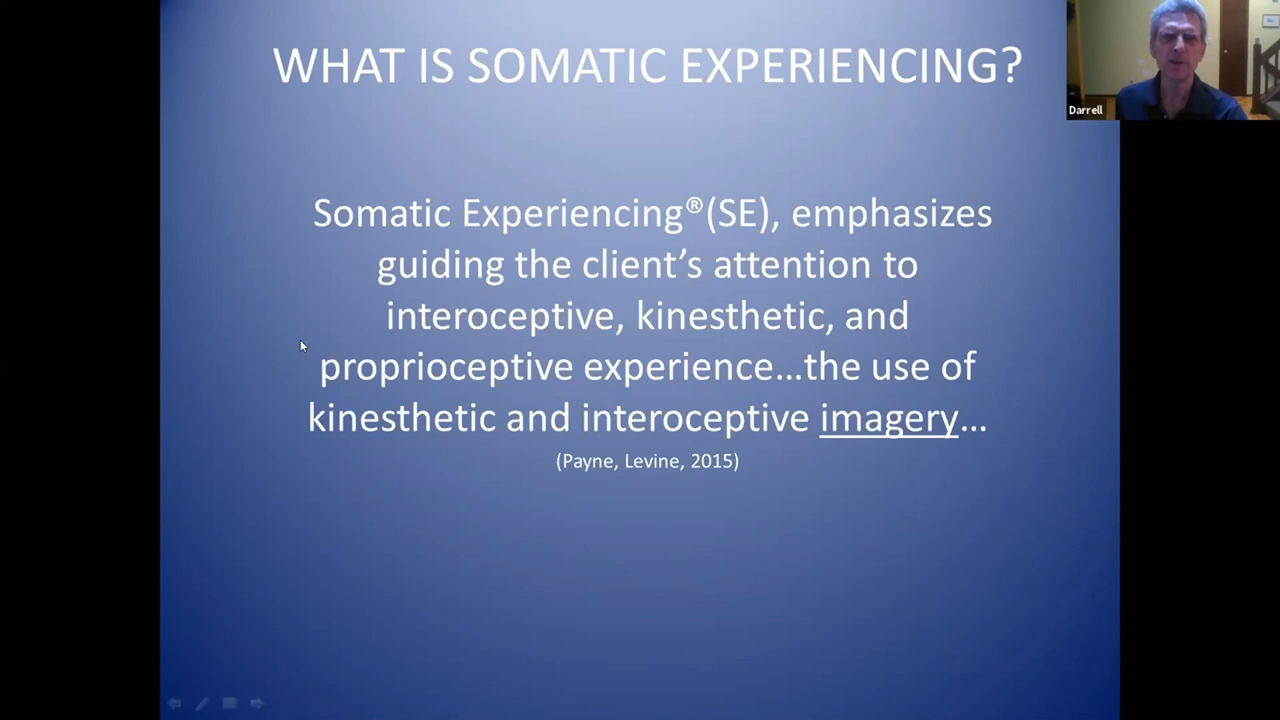 WHAT IS SOMATIC EXPERIENCING?
Darrell
Somatic Experiencing®(SE), emphasizes
guiding the client’s attention to
interoceptive, kinesthetic, and
proprioceptive experience…the use of
kinesthetic and interoceptive imagery…
(Payne, Levine, 2015)